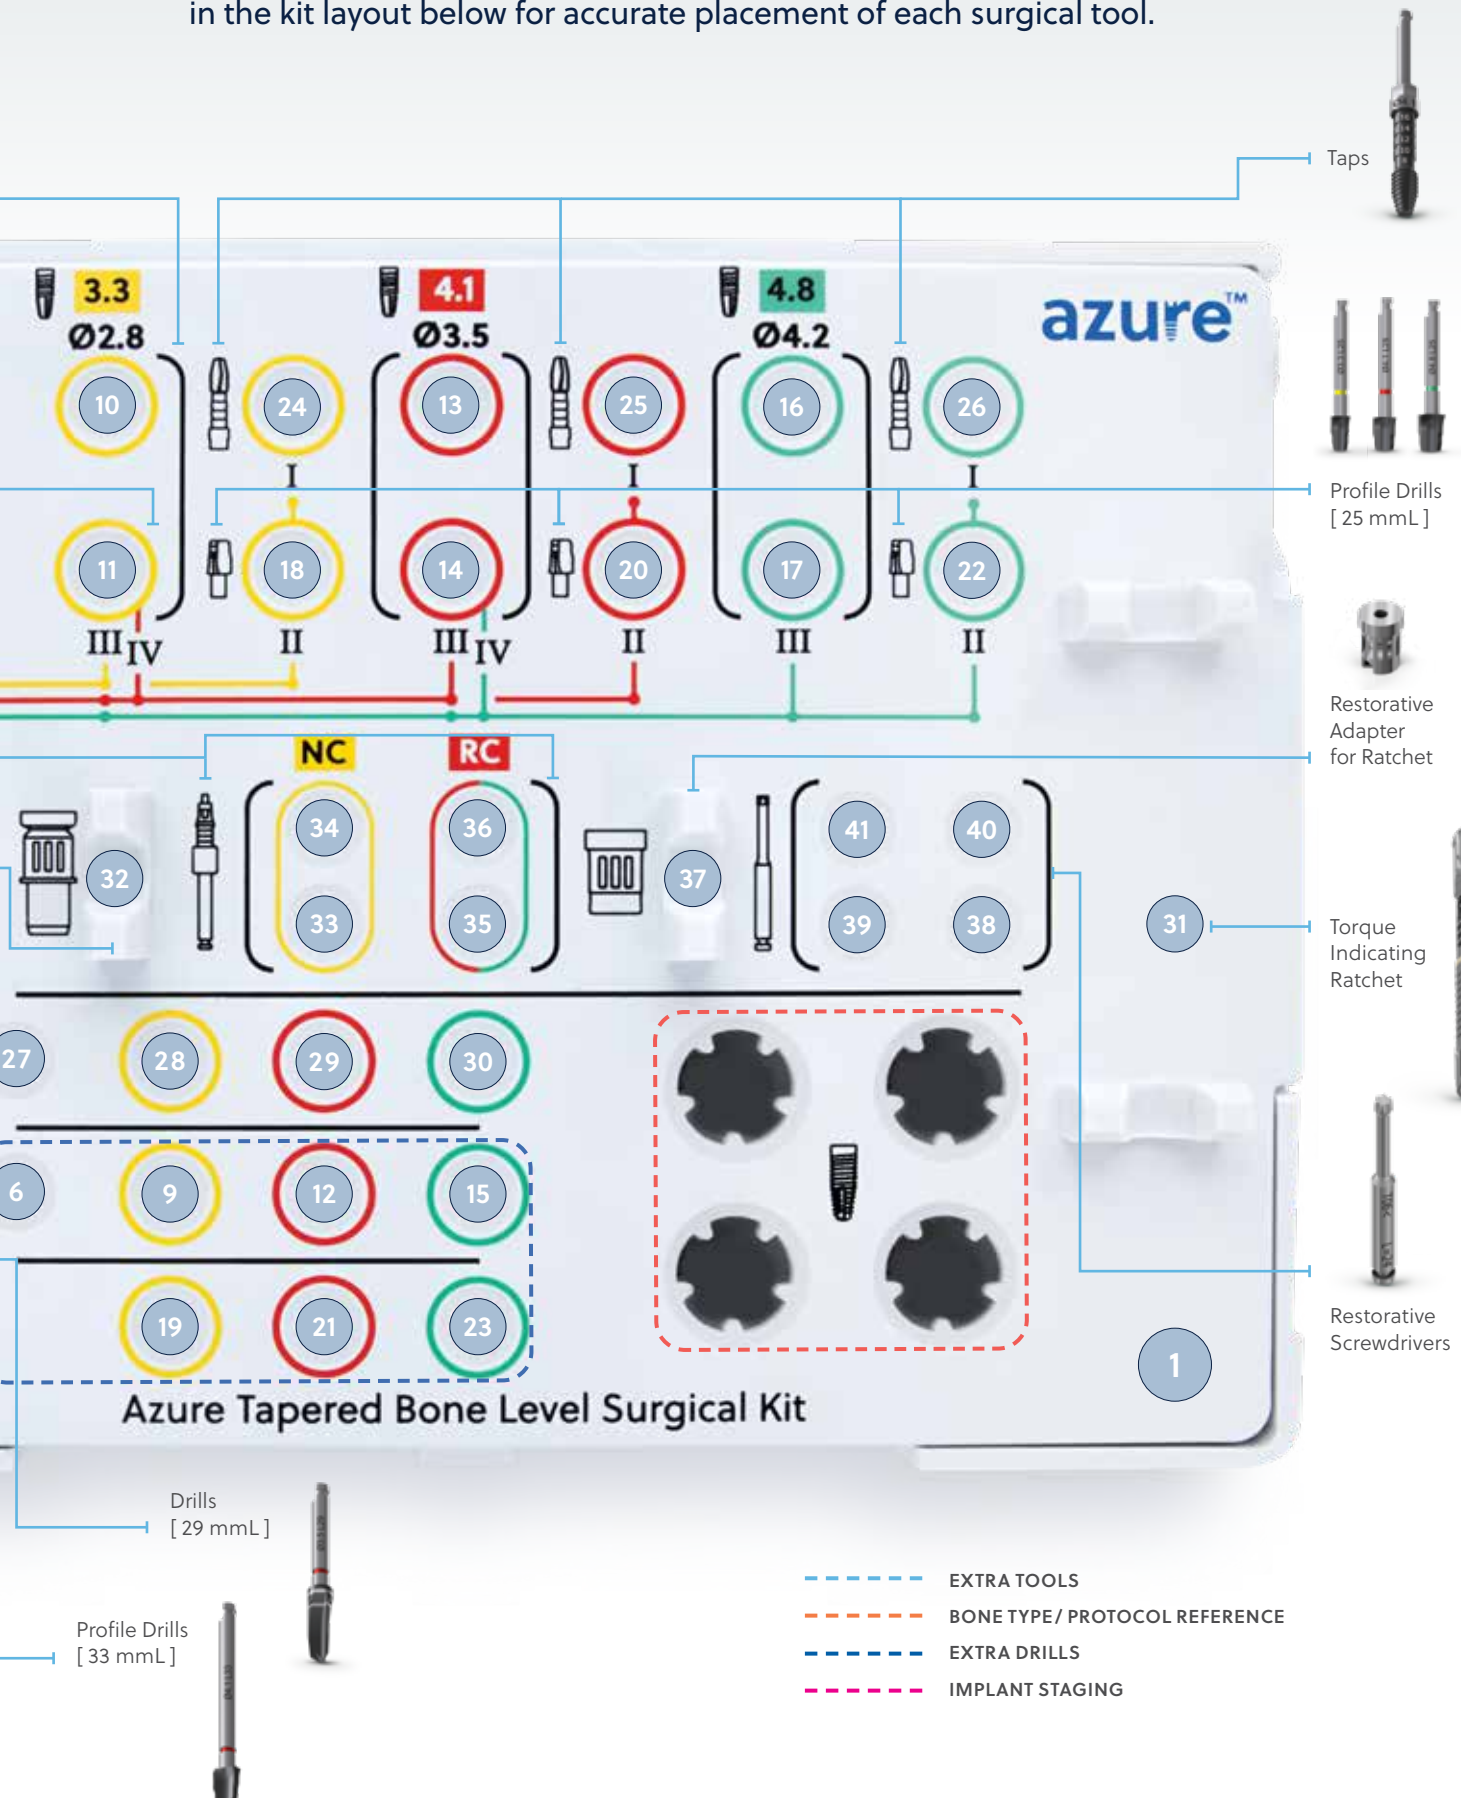 in the kit layout below for accurate placement of each surgical tool.
Taps
3.3
4.1
4.8
azure™
Ø2.8
Ø3.5
Ø4.2
10
24
13
25
16
26
I
I
I
Profile Drills
[ 25 mmL ]
11
18
14
20
17
22
III
IV
II
III
IV
II
III
II
Restorative
Adapter
for Ratchet
NC
RC
34
36
41
40
32
37
33
35
39
38
31
Torque
Indicating
Ratchet
27
28
29
30
6
9
12
15
19
21
23
1
Restorative
Screwdrivers
Azure Tapered Bone Level Surgical Kit
Drills
[ 29 mmL ]
Profile Drills
[ 33 mmL ]
EXTRA TOOLS
BONE TYPE / PROTOCOL REFERENCE
EXTRA DRILLS
IMPLANT STAGING